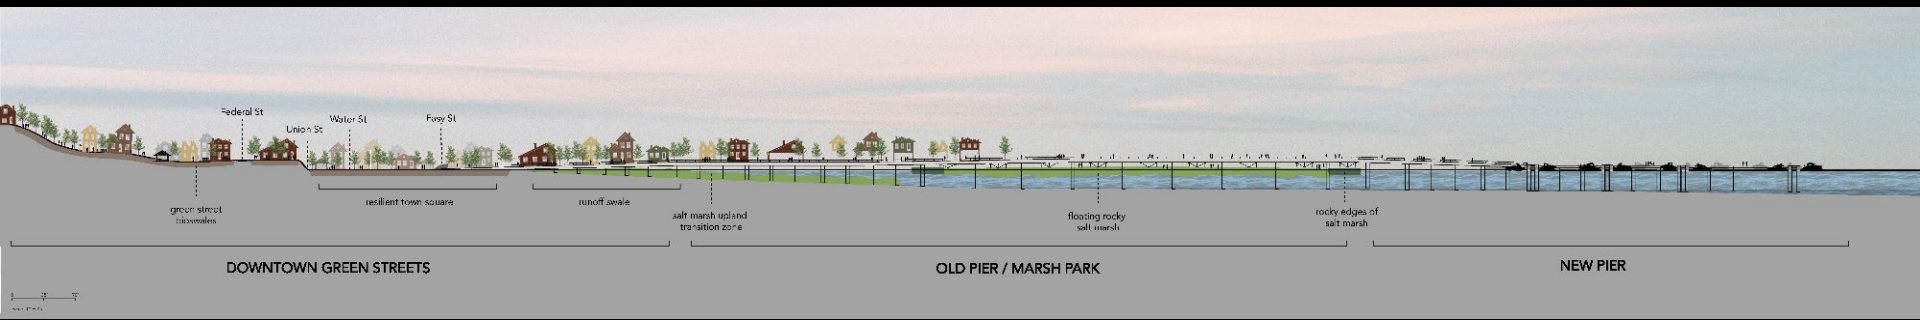 Federal St
Union St
Water St
Easy St
green street
bioswales
resilient town square
runoff swale
salt marsh upland
transition zone
floating rocky
salt marsh
rocky edges of
salt marsh
DOWNTOWN GREEN STREETS
OLD PIER / MARSH PARK
NEW PIER